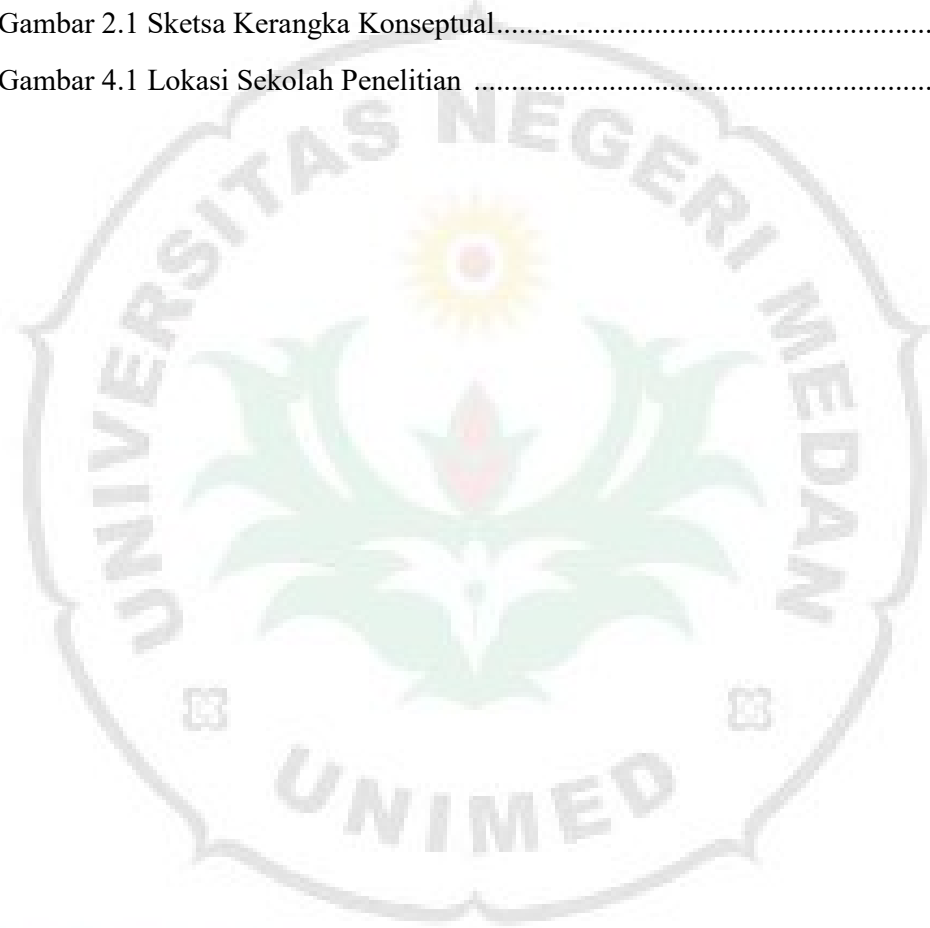 Gambar 2.1 Sketsa Kerangka Konseptual..........................................................
Gambar 4.1 Lokasi Sekolah Penelitian .............................................................
UNIVERSITAS NEGERI MEDAN
UNIMED